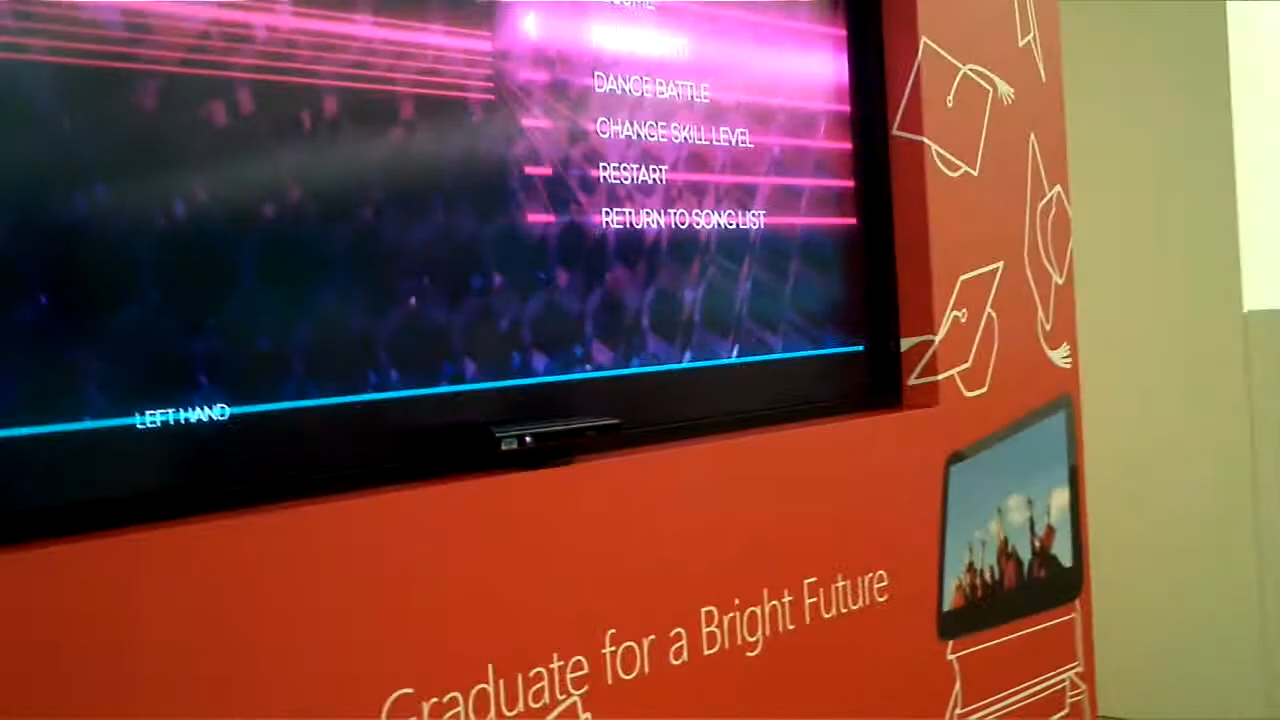 DANCE BATTLE
CHANGE SKILL LEVEL
RESTART
RETURN TO SONG LIST
LEFT HAND
Graduate for a Bright Future